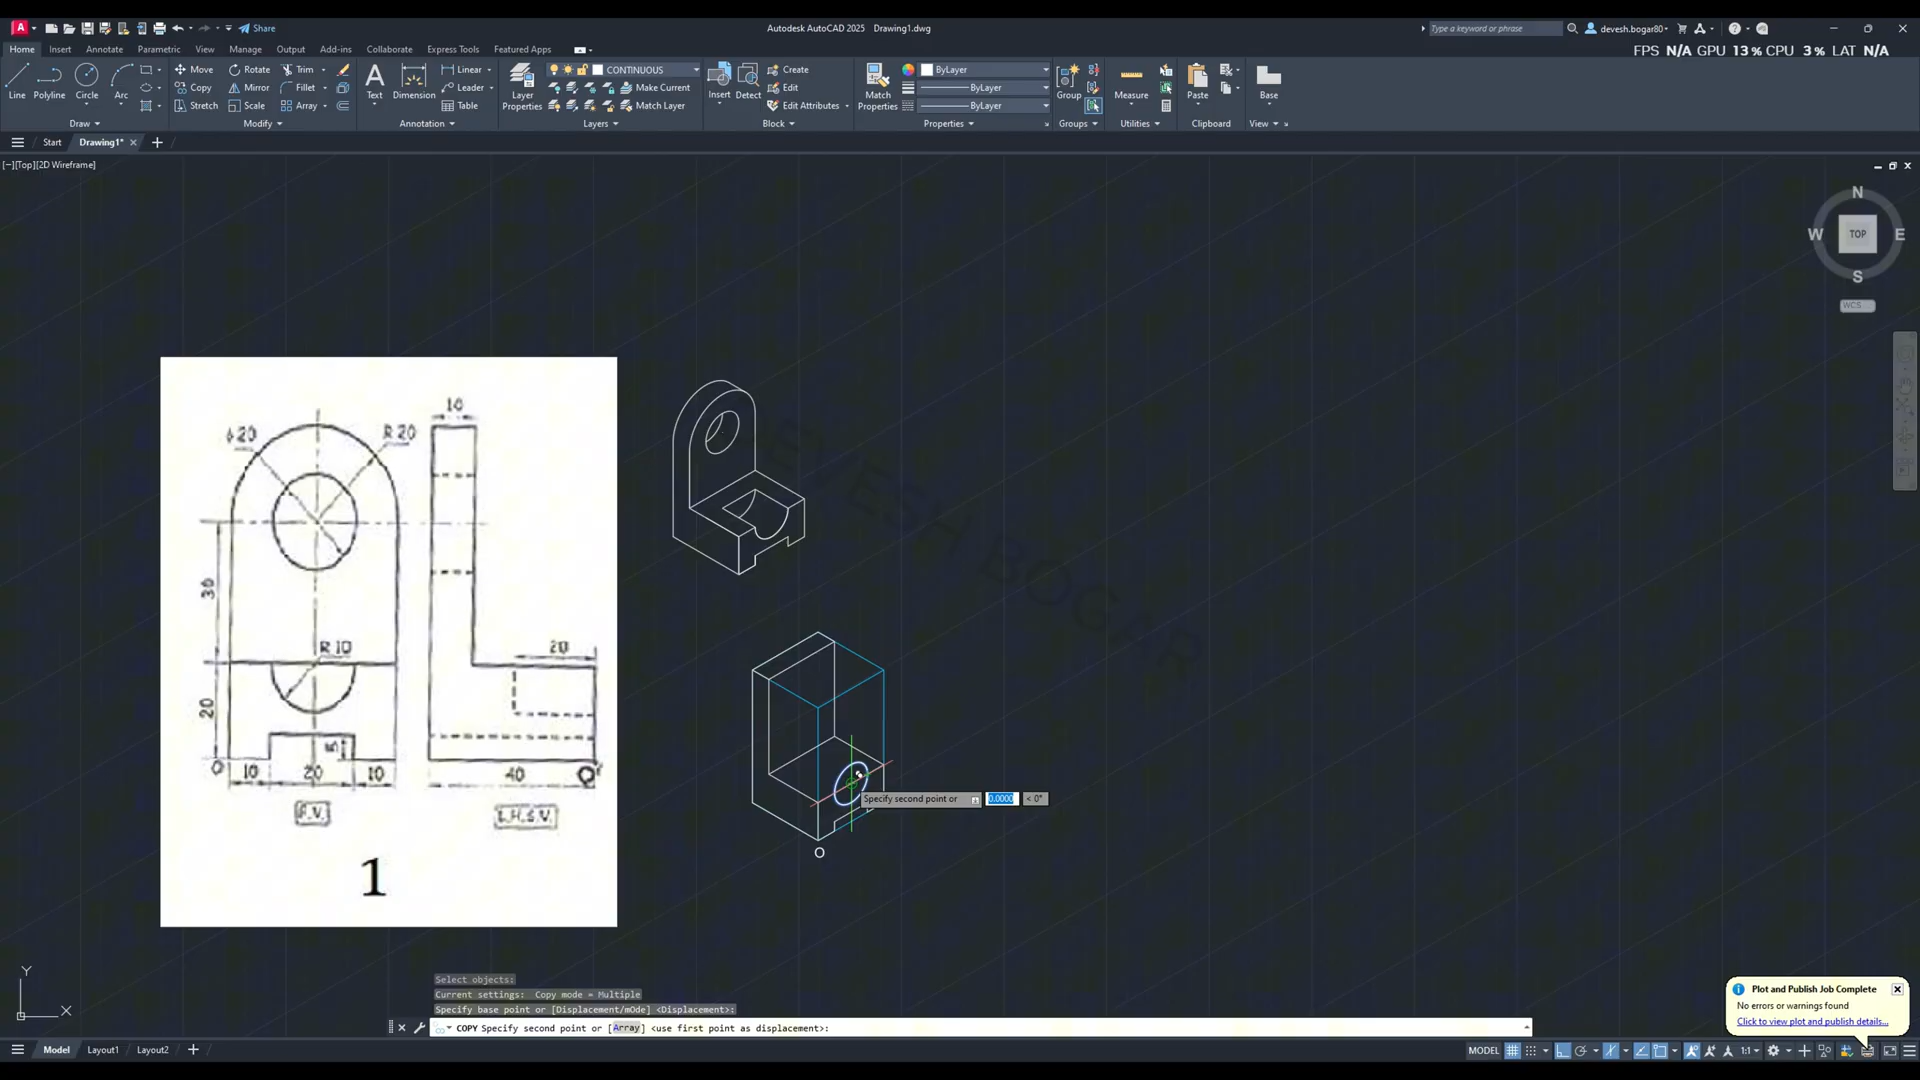 Share
Autodesk AutoCAD 2025 Drawing1.dwg
Type a keyword or phrase
devesh.bogar80
Home Insert Annotate Parametric View Manage Output Add-ins Collaborate Express Tools Featured Apps
FPS N/A GPU 13 % CPU 3 % LAT N/A
Line Polyline Circle Arc
Move Rotate Trim
Copy Mirror Fillet
Stretch Scale Array
Text Dimension
Linear
Leader
Table
Layer Properties
CONTINUOUS
Make Current
Match Layer
Insert Detect
Create
Edit
Edit Attributes
Match Properties
ByLayer
ByLayer
ByLayer
Group Measure Paste Base
Draw Modify Annotation Layers Block Properties Groups Utilities Clipboard View
Start Drawing1*
[−][Top][2D Wireframe]
N
W TOP E
S
WCS
10
ϕ20 R 20
30
R 10 20
20
5
O 10 20 10 40 O'
F.V. L.H.S.V.
1
DEVESH BOGAR
Specify second point or 0.0000 < 0°
O
Y
X
Select objects:
Current settings: Copy mode = Multiple
Specify base point or [Displacement/mOde] <Displacement>:
COPY Specify second point or [Array] <use first point as displacement>:
Plot and Publish Job Complete
No errors or warnings found
Click to view plot and publish details...
Model Layout1 Layout2
MODEL 1:1